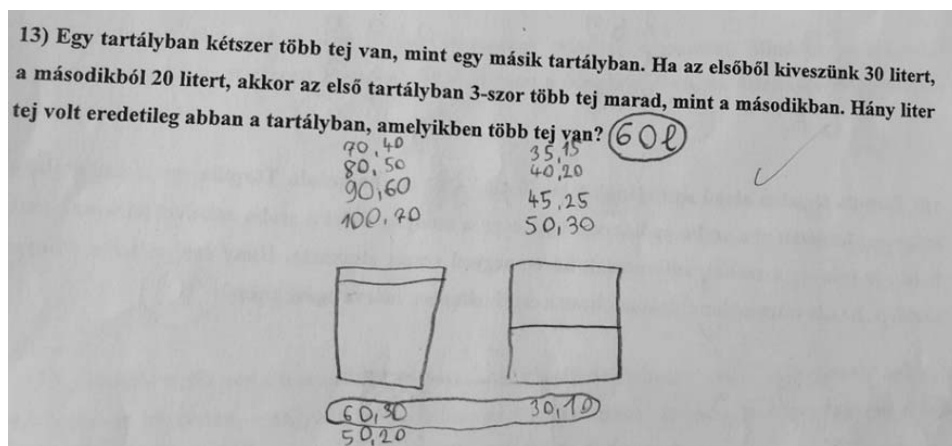 13) Egy tartályban kétszer több tej van, mint egy másik tartályban. Ha az elsőből kiveszünk 30 litert,
a másodikból 20 litert, akkor az első tartályban 3-szor több tej marad, mint a másodikban. Hány liter
tej volt eredetileg abban a tartályban, amelyikben több tej van? 60l
70,40 35,15
80,50 40,20
90,60 45,25
100,70 50,30
60,30 30,10
50,20